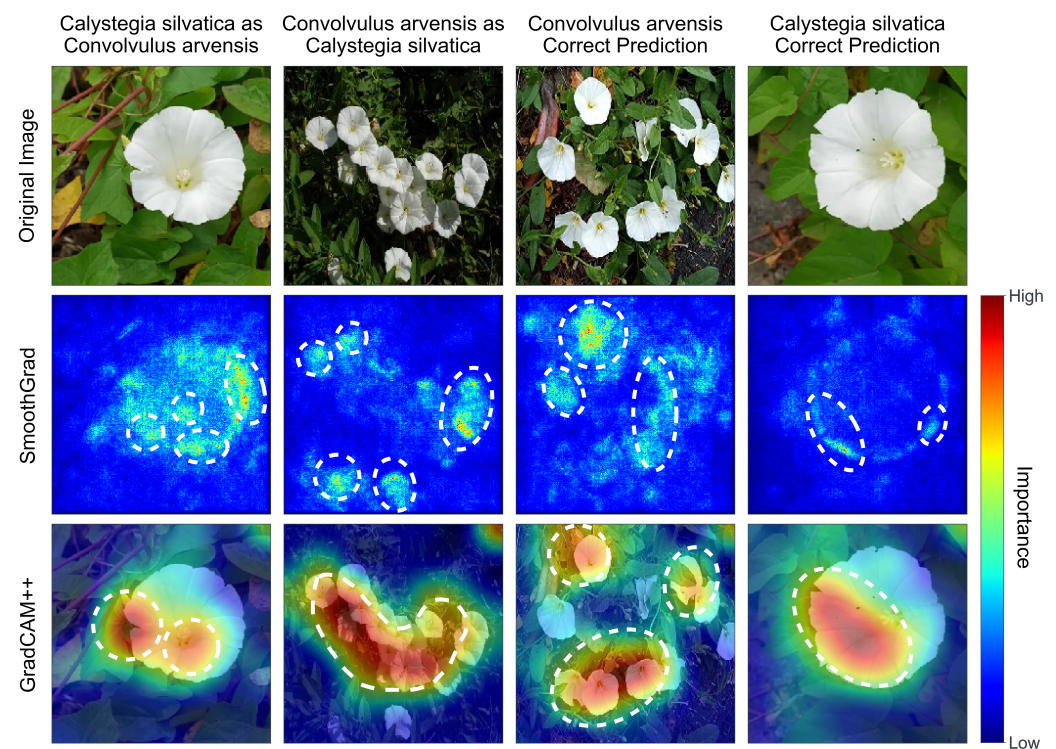 Calystegia silvatica as
Convolvulus arvensis
Convolvulus arvensis as
Calystegia silvatica
Convolvulus arvensis
Correct Prediction
Calystegia silvatica
Correct Prediction
Original Image
SmoothGrad
GradCAM++
High
Importance
Low